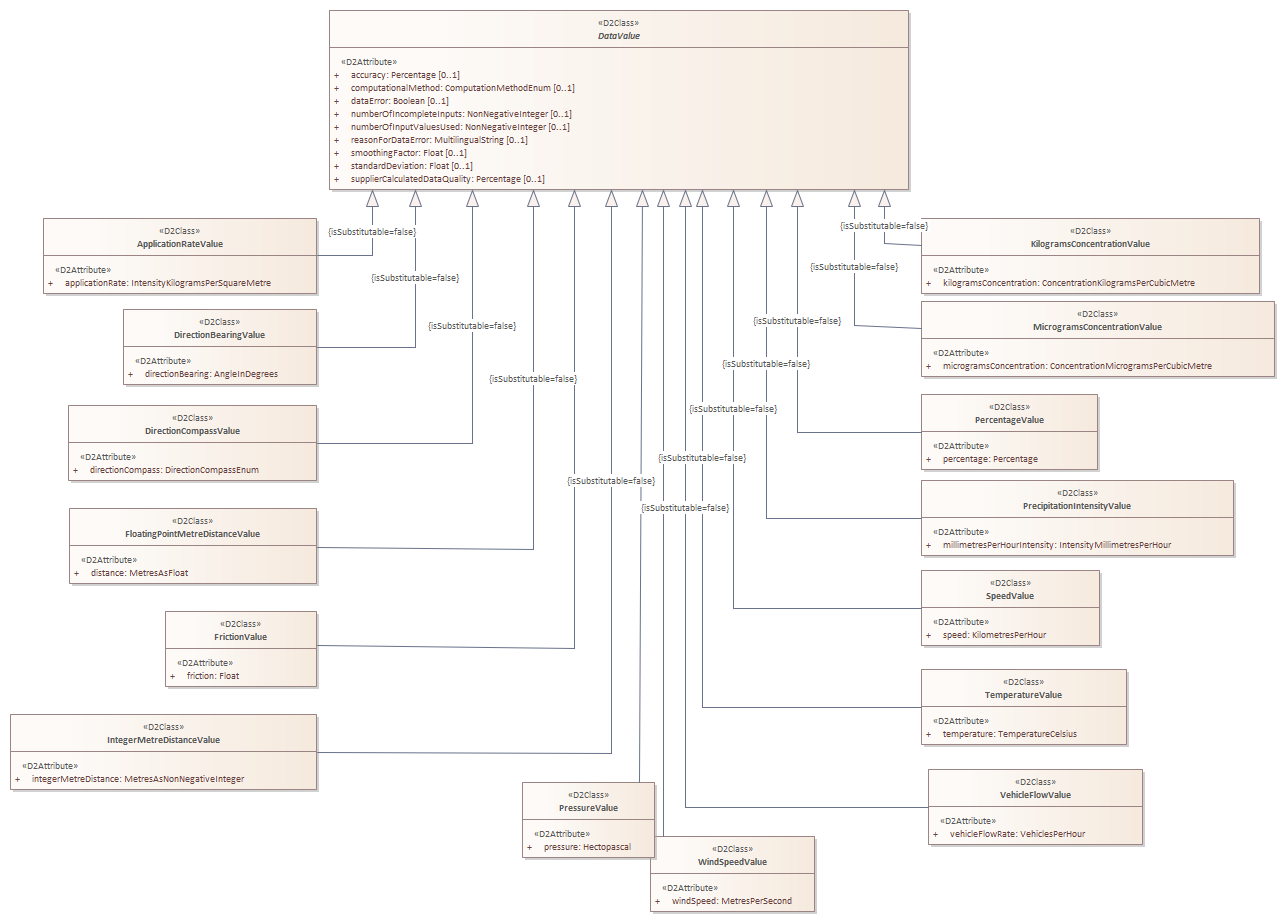 «D2Class»
DataValue
«D2Attribute»
+ accuracy: Percentage [0..1]
+ computationalMethod: ComputationMethodEnum [0..1]
+ dataError: Boolean [0..1]
+ numberOfIncompleteInputs: NonNegativeInteger [0..1]
+ numberOfInputValuesUsed: NonNegativeInteger [0..1]
+ reasonForDataError: MultilingualString [0..1]
+ smoothingFactor: Float [0..1]
+ standardDeviation: Float [0..1]
+ supplierCalculatedDataQuality: Percentage [0..1]
«D2Class»
ApplicationRateValue
«D2Attribute»
+ applicationRate: IntensityKilogramsPerSquareMetre
{isSubstitutable=false}
«D2Class»
DirectionBearingValue
«D2Attribute»
+ directionBearing: AngleInDegrees
{isSubstitutable=false}
«D2Class»
DirectionCompassValue
«D2Attribute»
+ directionCompass: DirectionCompassEnum
{isSubstitutable=false}
«D2Class»
FloatingPointMetreDistanceValue
«D2Attribute»
+ distance: MetresAsFloat
{isSubstitutable=false}
«D2Class»
FrictionValue
«D2Attribute»
+ friction: Float
{isSubstitutable=false}
«D2Class»
IntegerMetreDistanceValue
«D2Attribute»
+ integerMetreDistance: MetresAsNonNegativeInteger
«D2Class»
PressureValue
«D2Attribute»
+ pressure: Hectopascal
«D2Class»
WindSpeedValue
«D2Attribute»
+ windSpeed: MetresPerSecond
{isSubstitutable=false}
«D2Class»
KilogramsConcentrationValue
«D2Attribute»
+ kilogramsConcentration: ConcentrationKilogramsPerCubicMetre
{isSubstitutable=false}
«D2Class»
MicrogramsConcentrationValue
«D2Attribute»
+ microgramsConcentration: ConcentrationMicrogramsPerCubicMetre
{isSubstitutable=false}
«D2Class»
PercentageValue
«D2Attribute»
+ percentage: Percentage
{isSubstitutable=false}
«D2Class»
PrecipitationIntensityValue
«D2Attribute»
+ millimetresPerHourIntensity: IntensityMillimetresPerHour
{isSubstitutable=false}
«D2Class»
SpeedValue
«D2Attribute»
+ speed: KilometresPerHour
{isSubstitutable=false}
«D2Class»
TemperatureValue
«D2Attribute»
+ temperature: TemperatureCelsius
{isSubstitutable=false}
«D2Class»
VehicleFlowValue
«D2Attribute»
+ vehicleFlowRate: VehiclesPerHour